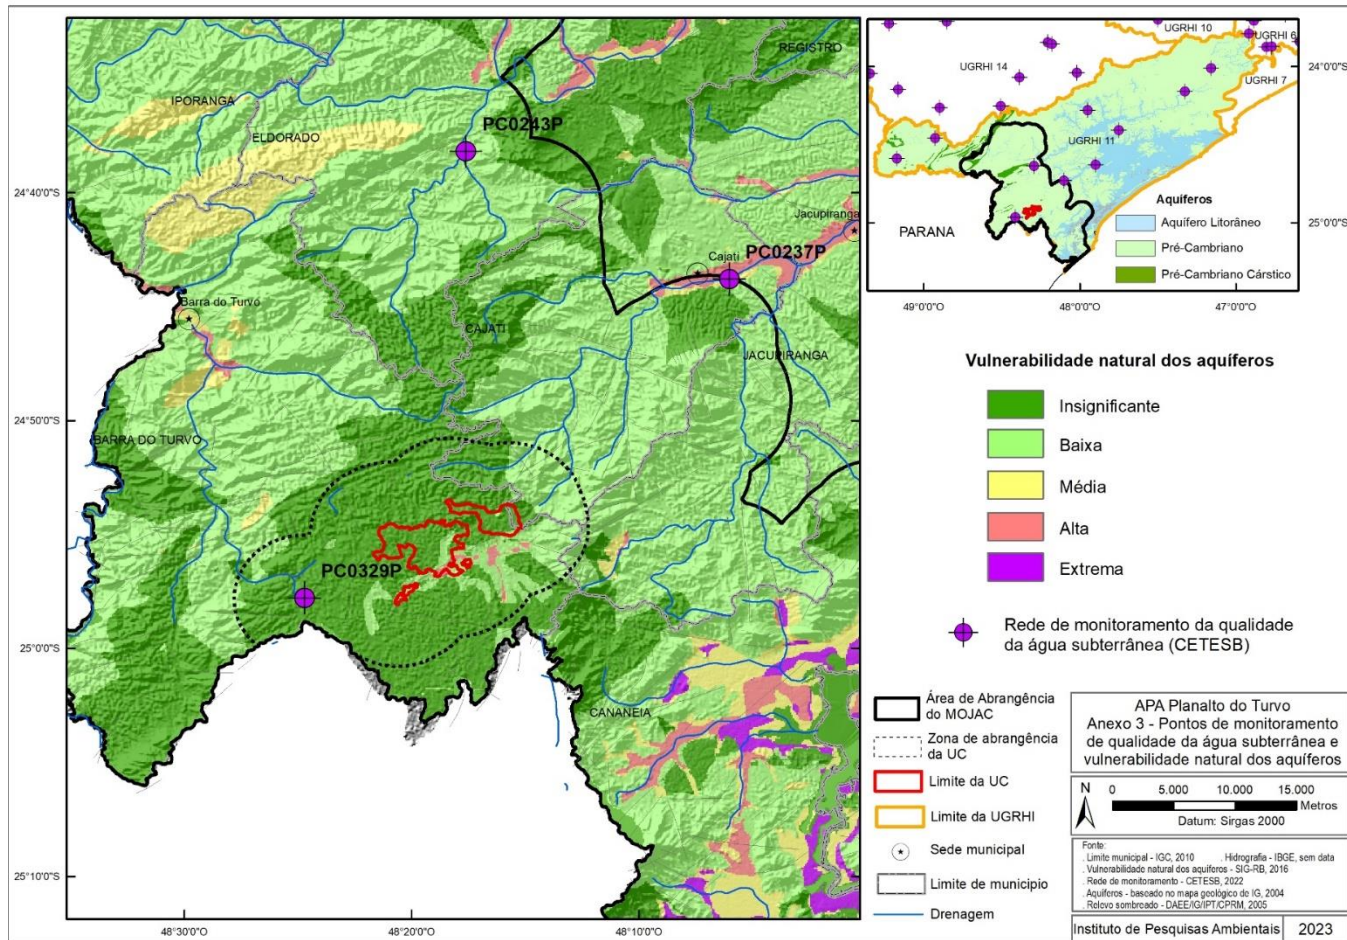 REGISTRO
IPORANGA
ELDORADO
PC0243P
24°40'0"S
Jacupiranga
PC0237P
Cajati
Barra do Turvo
CAJATI
JACUPIRANGA
24°50'0"S
BARRA DO TURVO
PC0329P
25°0'0"S
CANANEIA
25°10'0"S
48°30'0"W
48°20'0"W
48°10'0"W
UGRHI 10
UGRHI 6
UGRHI 14
UGRHI 7
24°0'0"S
UGRHI 11
PARANA
25°0'0"S
Aquíferos
Aquífero Litorâneo
Pré-Cambriano
Pré-Cambriano Cárstico
49°0'0"W
48°0'0"W
47°0'0"W
Vulnerabilidade natural dos aquíferos
Insignificante
Baixa
Média
Alta
Extrema
Rede de monitoramento da qualidade
da água subterrânea (CETESB)
Área de Abrangência
do MOJAC
Zona de abrangência
da UC
Limite da UC
Limite da UGRHI
Sede municipal
Limite de municipio
Drenagem
APA Planalto do Turvo
Anexo 3 - Pontos de monitoramento
de qualidade da água subterrânea e
vulnerabilidade natural dos aquíferos
N
0 5.000 10.000 15.000
Metros
Datum: Sirgas 2000
Fonte:
. Limite municipal - IGC, 2010 . Hidrografia - IBGE, sem data
. Vulnerabilidade natural dos aquíferos - SIG-RB, 2016
. Rede de monitoramento - CETESB, 2022
. Aquíferos - baseado no mapa geológico de IG, 2004
. Relevo sombreado - DAEE/IG/IPT/CPRM, 2005
Instituto de Pesquisas Ambientais 2023